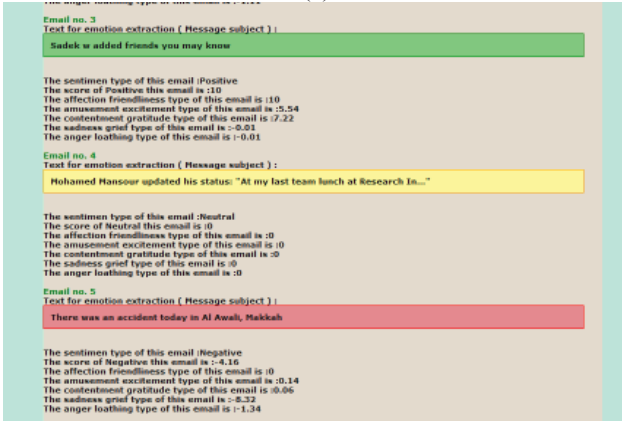 The anger loathing type of this email is :-1.11
Email no. 3
Text for emotion extraction ( Message subject ) :
Sadek w added friends you may know
The sentimen type of this email :Positive
The score of Positive this email is :10
The affection friendliness type of this email is :10
The amusement excitement type of this email is :5.54
The contentment gratitude type of this email is :7.22
The sadness grief type of this email is :-0.01
The anger loathing type of this email is :-0.01
Email no. 4
Text for emotion extraction ( Message subject ) :
Mohamed Mansour updated his status: "At my last team lunch at Research In..."
The sentimen type of this email :Neutral
The score of Neutral this email is :0
The affection friendliness type of this email is :0
The amusement excitement type of this email is :0
The contentment gratitude type of this email is :0
The sadness grief type of this email is :0
The anger loathing type of this email is :0
Email no. 5
Text for emotion extraction ( Message subject ) :
There was an accident today in Al Awali, Makkah
The sentimen type of this email :Negative
The score of Negative this email is :-4.16
The affection friendliness type of this email is :0
The amusement excitement type of this email is :0.14
The contentment gratitude type of this email is :0.06
The sadness grief type of this email is :-8.32
The anger loathing type of this email is :-1.34